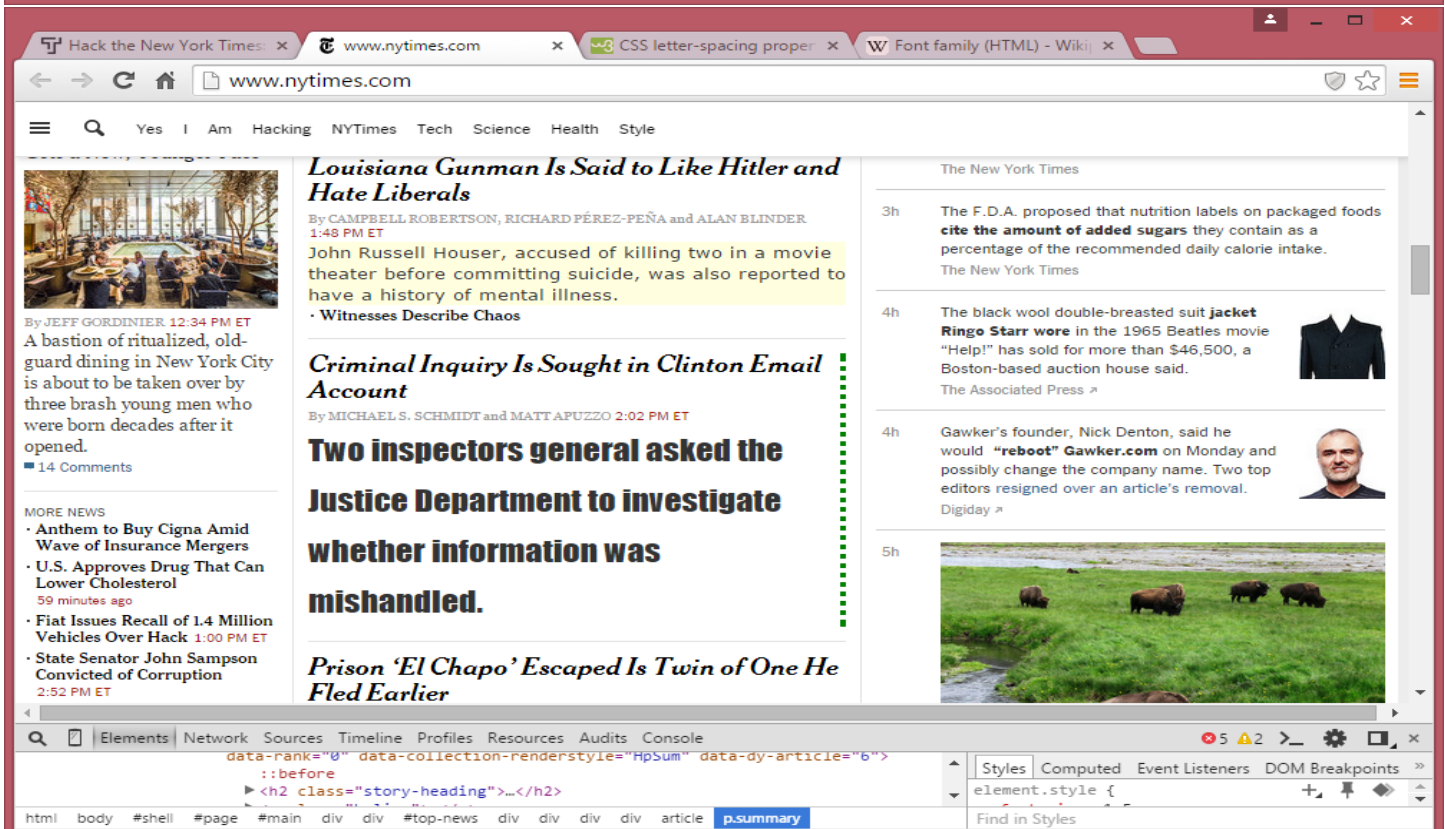 Hack the New York Times:
www.nytimes.com
CSS letter-spacing proper
W Font family (HTML) - Wiki
www.nytimes.com
Yes I Am Hacking NYTimes Tech Science Health Style
By JEFF GORDINIER 12:34 PM ET
A bastion of ritualized, old-
guard dining in New York City
is about to be taken over by
three brash young men who
were born decades after it
opened.
14 Comments
MORE NEWS
· Anthem to Buy Cigna Amid
Wave of Insurance Mergers
· U.S. Approves Drug That Can
Lower Cholesterol
59 minutes ago
· Fiat Issues Recall of 1.4 Million
Vehicles Over Hack 1:00 PM ET
· State Senator John Sampson
Convicted of Corruption
2:52 PM ET
Louisiana Gunman Is Said to Like Hitler and
Hate Liberals
By CAMPBELL ROBERTSON, RICHARD PÉREZ-PEÑA and ALAN BLINDER
1:48 PM ET
John Russell Houser, accused of killing two in a movie
theater before committing suicide, was also reported to
have a history of mental illness.
· Witnesses Describe Chaos
Criminal Inquiry Is Sought in Clinton Email
Account
By MICHAEL S. SCHMIDT and MATT APUZZO 2:02 PM ET
Two inspectors general asked the
Justice Department to investigate
whether information was
mishandled.
Prison ‘El Chapo’ Escaped Is Twin of One He
Fled Earlier
The New York Times
3h
The F.D.A. proposed that nutrition labels on packaged foods
cite the amount of added sugars they contain as a
percentage of the recommended daily calorie intake.
The New York Times
4h
The black wool double-breasted suit jacket
Ringo Starr wore in the 1965 Beatles movie
“Help!” has sold for more than $46,500, a
Boston-based auction house said.
The Associated Press
4h
Gawker’s founder, Nick Denton, said he
would “reboot” Gawker.com on Monday and
possibly change the company name. Two top
editors resigned over an article’s removal.
Digiday
5h
Elements Network Sources Timeline Profiles Resources Audits Console
5 2
data-rank="0" data-collection-renderstyle="HpSum" data-dy-article="6">
::before
<h2 class="story-heading">…</h2>
Styles Computed Event Listeners DOM Breakpoints »
element.style {
html body #shell #page #main div div #top-news div div div div article p.summary
Find in Styles